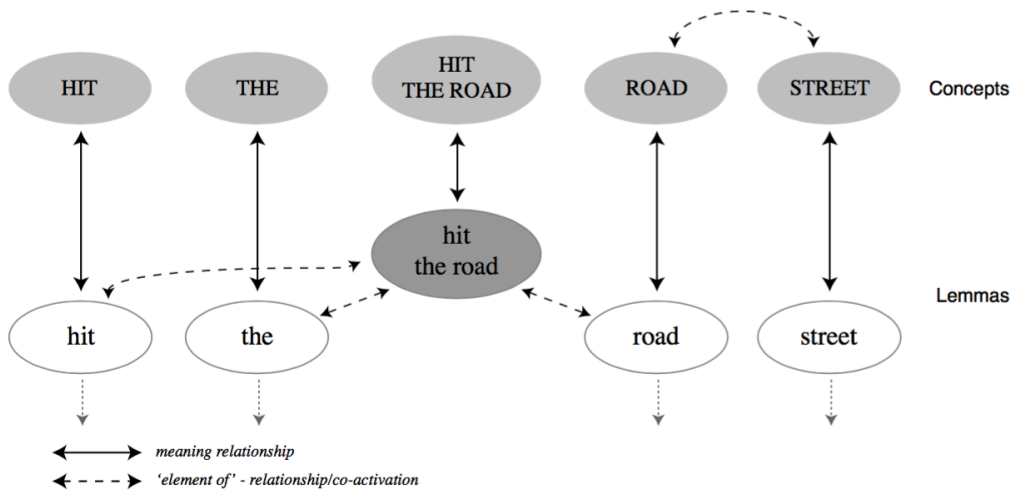 HIT
THE
HIT
THE ROAD
ROAD
STREET
Concepts
hit
the road
Lemmas
hit
the
road
street
meaning relationship
‘element of’ - relationship/co-activation